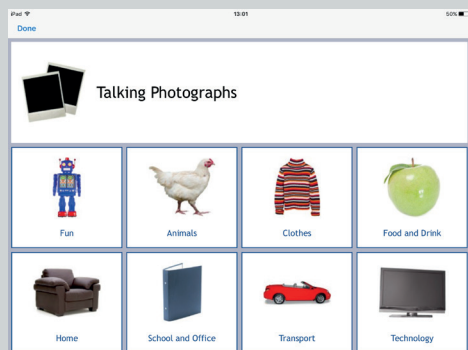 iPad
13:01
50%
Done
Talking Photographs
Fun
Animals
Clothes
Food and Drink
Home
School and Office
Transport
Technology